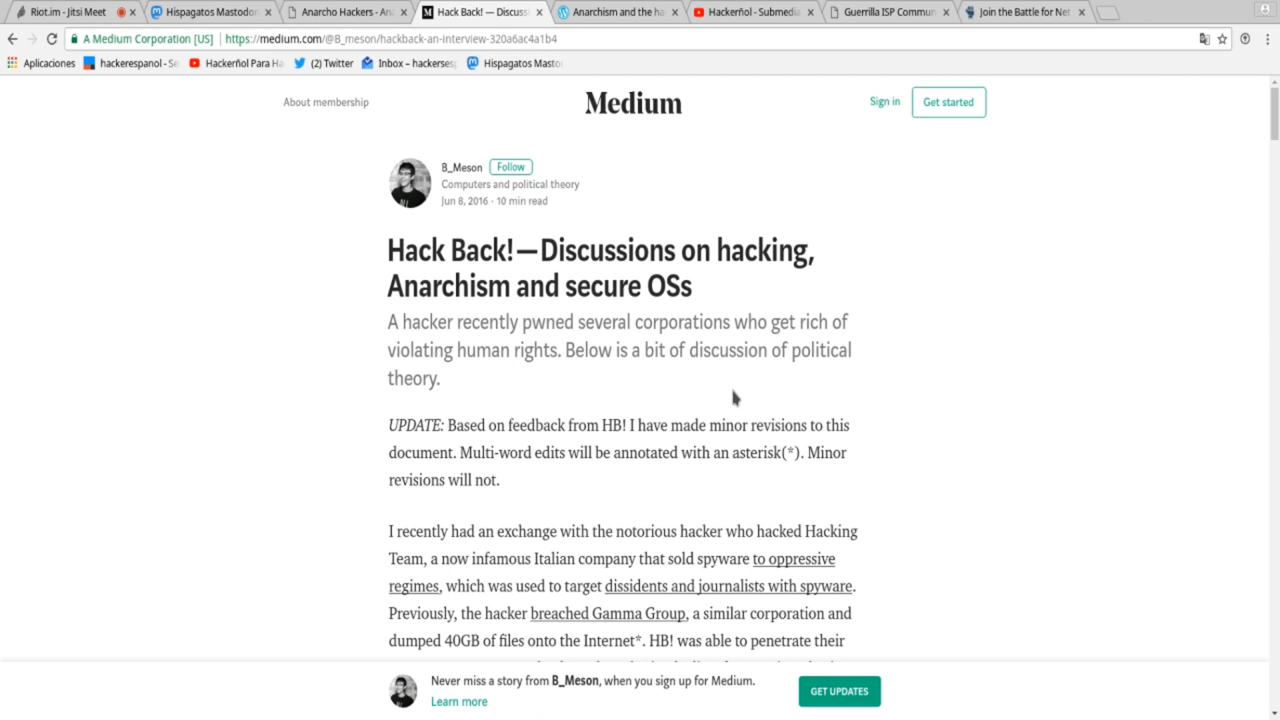 Riot.im - Jitsi Meet
Hispagatos Mastodon
Anarcho Hackers - An
Hack Back! — Discuss
Anarchism and the ha
Hackerñol - Submedia
Guerrilla ISP Commun
Join the Battle for Net
A Medium Corporation [US]
https://medium.com/@B_meson/hackback-an-interview-320a6ac4a1b4
Aplicaciones
hackerespanol - Se
Hackerñol Para Ha
(2) Twitter
Inbox – hackerses
Hispagatos Masto
About membership
Medium
Sign in
Get started
B_Meson Follow
Computers and political theory
Jun 8, 2016 · 10 min read
Hack Back! — Discussions on hacking,
Anarchism and secure OSs
A hacker recently pwned several corporations who get rich of
violating human rights. Below is a bit of discussion of political
theory.
UPDATE: Based on feedback from HB! I have made minor revisions to this
document. Multi-word edits will be annotated with an asterisk(*). Minor
revisions will not.
I recently had an exchange with the notorious hacker who hacked Hacking
Team, a now infamous Italian company that sold spyware to oppressive
regimes, which was used to target dissidents and journalists with spyware.
Previously, the hacker breached Gamma Group, a similar corporation and
dumped 40GB of files onto the Internet*. HB! was able to penetrate their
Never miss a story from B_Meson, when you sign up for Medium.
Learn more
GET UPDATES